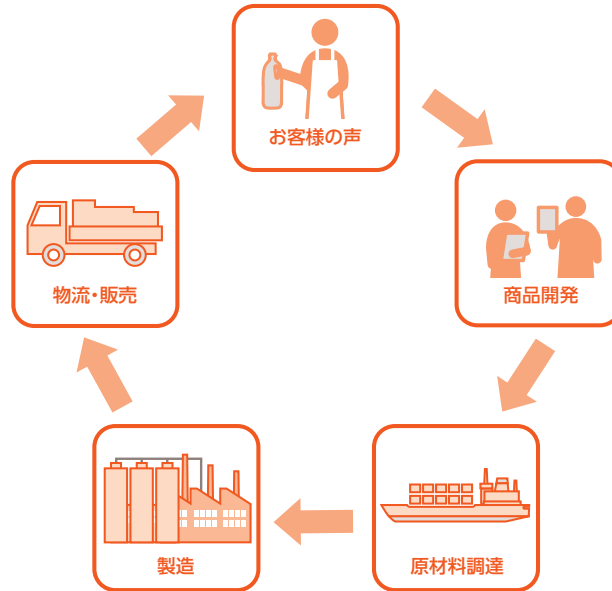 お客様の声
商品開発
原材料調達
製造
物流・販売